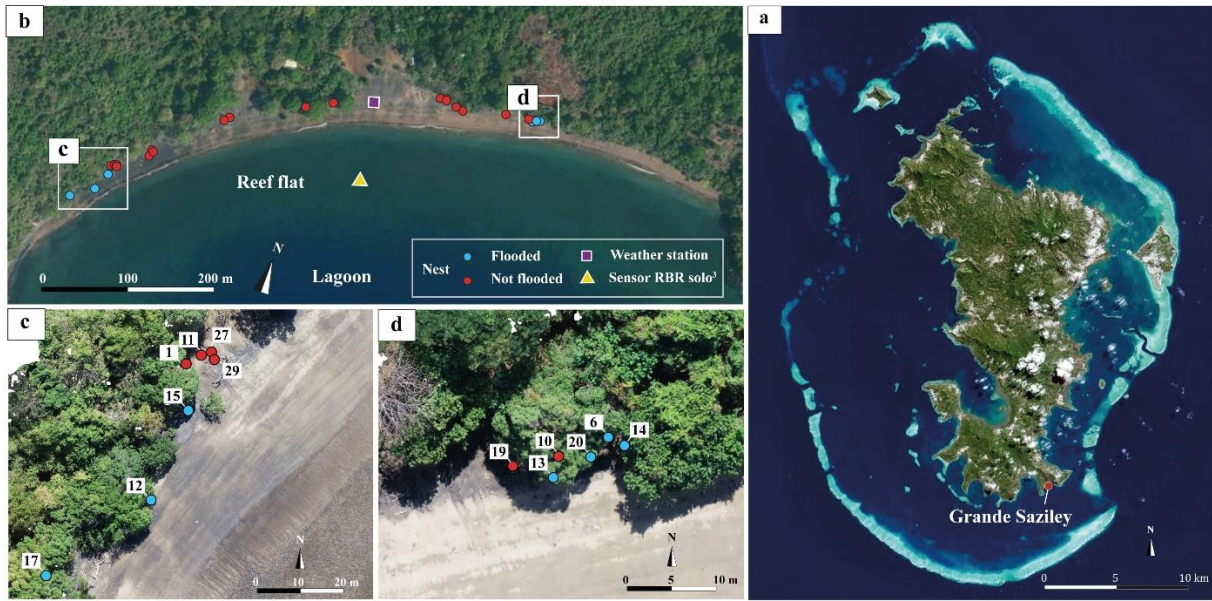 b
d
c
Reef flat
Lagoon
N
0 100 200 m
Nest
Flooded
Not flooded
Weather station
Sensor RBR solo³
a
Grande Saziley
N
0 5 10 km
c
27
11
1
29
15
12
17
N
0 10 20 m
d
6
14
10
20
19
13
N
0 5 10 m